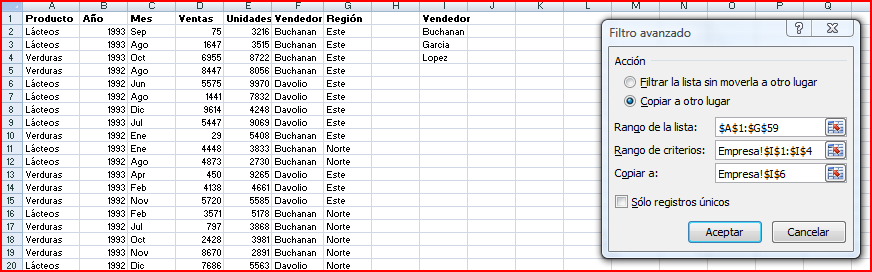 A B C D E F G H I J K L M N O P Q
1 Producto Año Mes Ventas Unidades Vendedor Región Vendedor
2 Lácteos 1993 Sep 75 3216 Buchanan Este Buchanan
3 Lácteos 1993 Ago 1647 3515 Buchanan Este Garcia
4 Verduras 1993 Oct 6955 8722 Buchanan Este Lopez
5 Verduras 1992 Ago 8447 8056 Buchanan Este
6 Lácteos 1992 Jun 5575 9970 Davolio Este
7 Lácteos 1992 Ago 1441 7832 Davolio Este
8 Lácteos 1993 Dic 9614 4248 Davolio Este
9 Lácteos 1993 Jul 5447 9069 Davolio Este
10 Verduras 1992 Ene 29 5408 Buchanan Este
11 Lácteos 1993 Ene 4448 3833 Buchanan Norte
12 Lácteos 1992 Ago 4873 2730 Buchanan Norte
13 Verduras 1993 Apr 450 9265 Davolio Este
14 Verduras 1993 Feb 4138 4661 Davolio Este
15 Verduras 1992 Nov 5720 5585 Davolio Este
16 Lácteos 1993 Feb 3571 5178 Buchanan Norte
17 Verduras 1992 Jul 797 3868 Buchanan Norte
18 Verduras 1993 Oct 2428 3981 Buchanan Norte
19 Verduras 1993 Nov 8670 2891 Buchanan Norte
20 Lácteos 1992 Dic 7686 5563 Davolio Norte
Filtro avanzado
Acción
Filtrar la lista sin moverla a otro lugar
Copiar a otro lugar
Rango de la lista: $A$1:$G$59
Rango de criterios: Empresa!$I$1:$I$4
Copiar a: Empresa!$I$6
Sólo registros únicos
Aceptar Cancelar